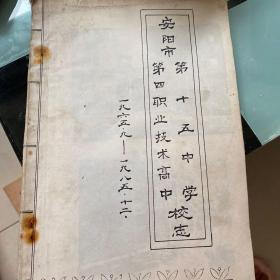 安阳市第十五中学
第四职业技术高中校志
一九六五.九——一九八五.十二.